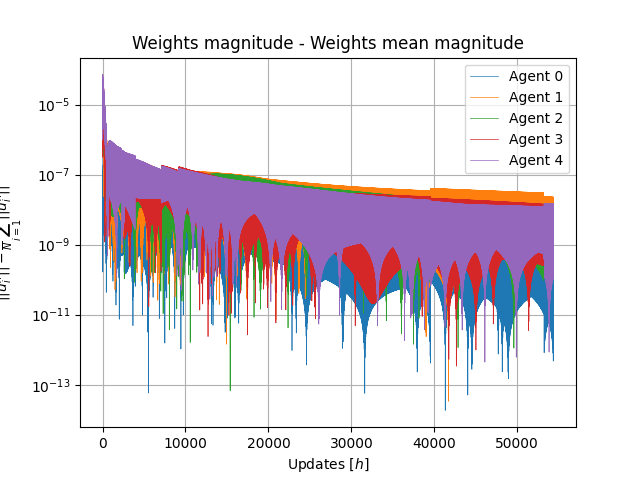 Weights magnitude - Weights mean magnitude
Agent 0
Agent 1
Agent 2
Agent 3
Agent 4
10⁻⁵
10⁻⁷
10⁻⁹
10⁻¹¹
10⁻¹³
0 10000 20000 30000 40000 50000
Updates [h]